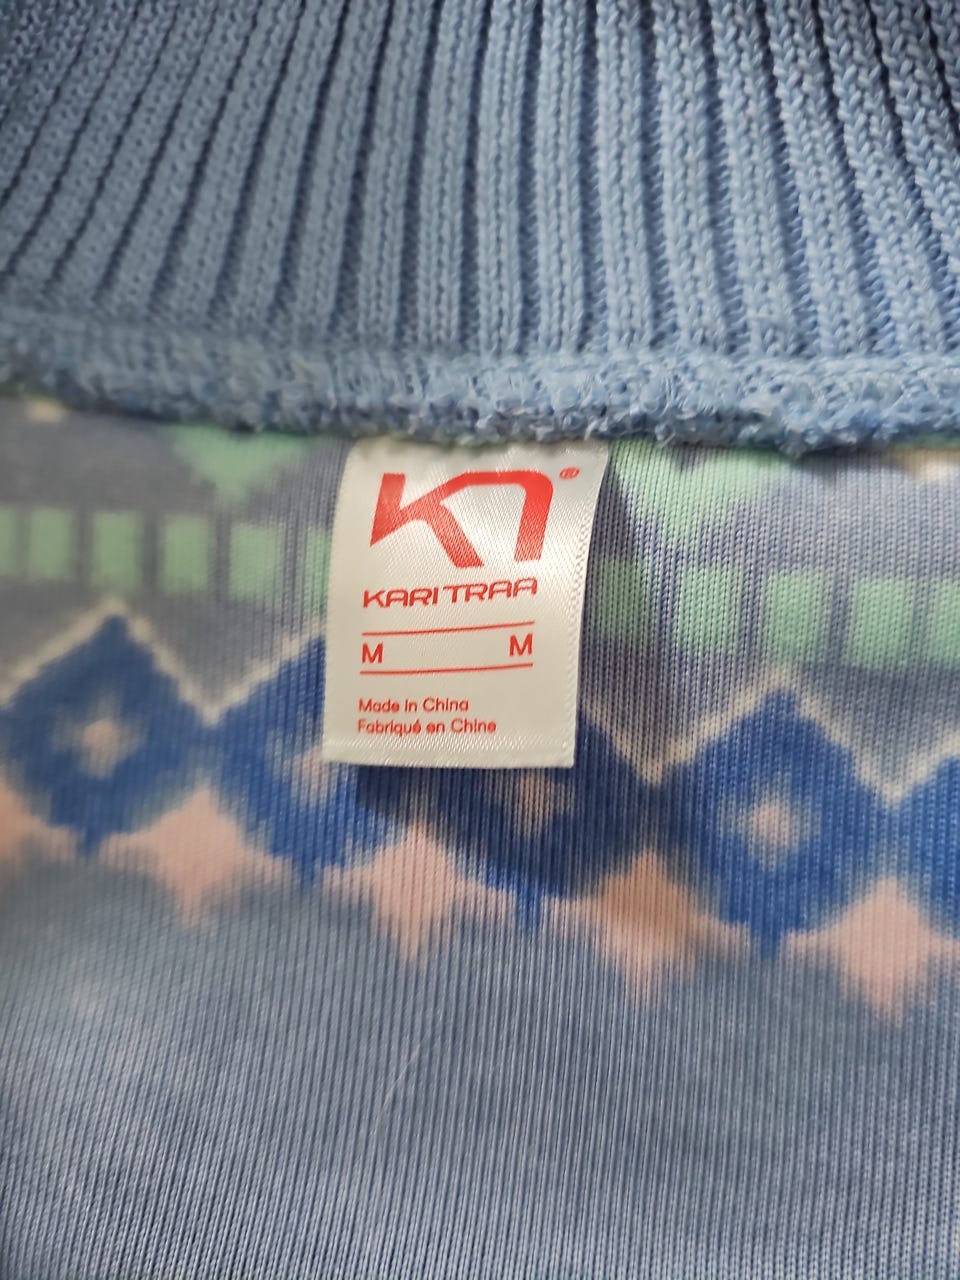 KT®
KARI TRAA
M M
Made in China
Fabriqué en Chine